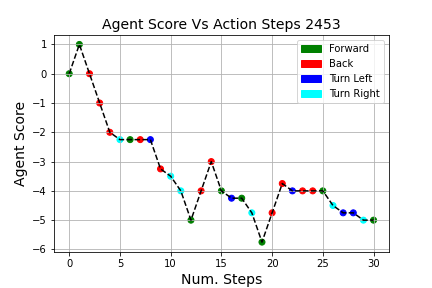 Agent Score Vs Action Steps 2453
Forward
Back
Turn Left
Turn Right
Agent Score
1
0
−1
−2
−3
−4
−5
−6
0 5 10 15 20 25 30
Num. Steps